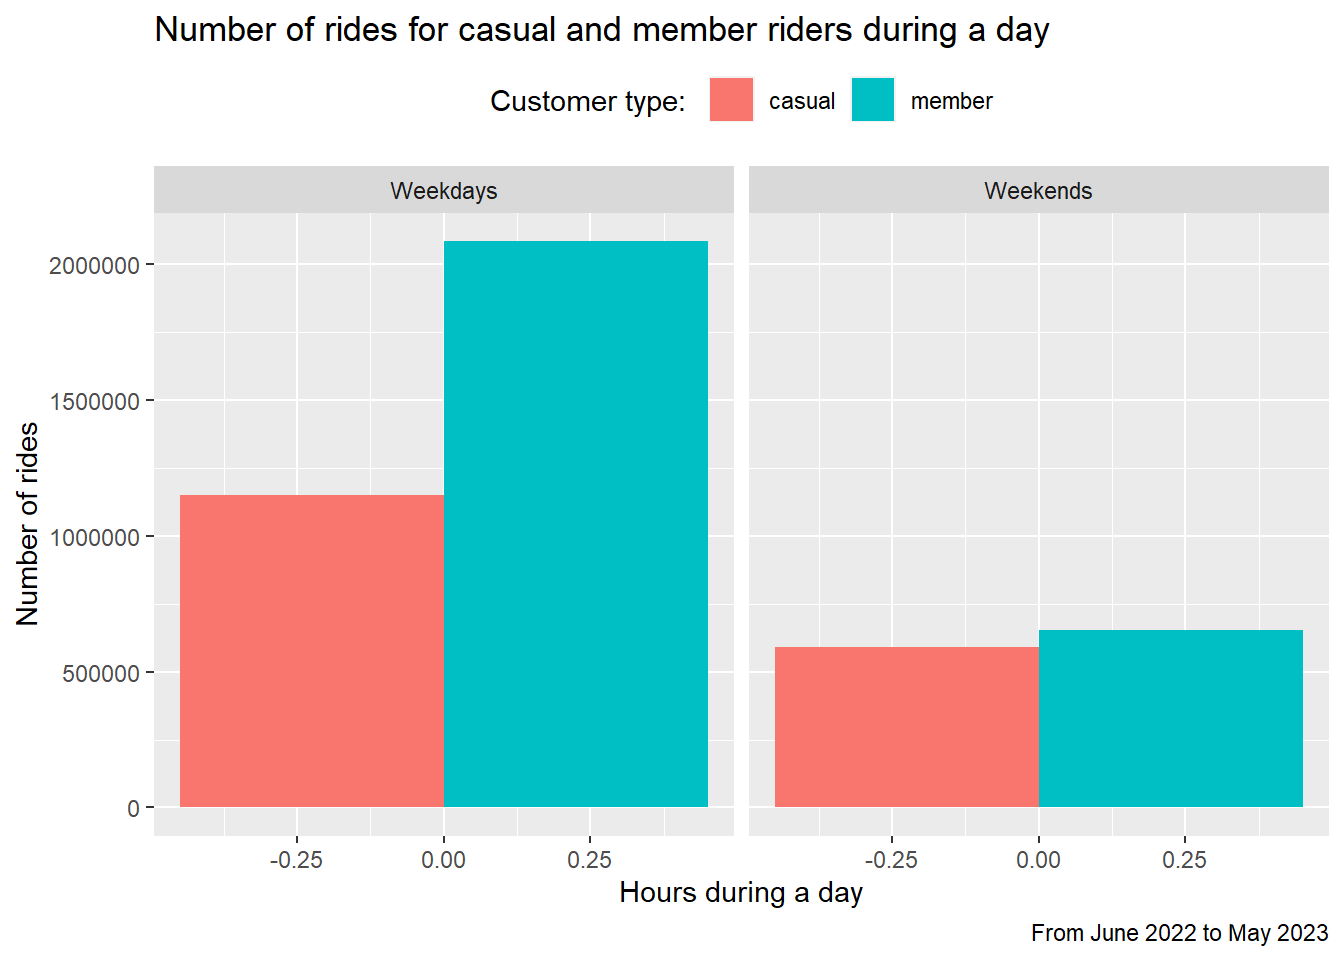 Number of rides for casual and member riders during a day
Customer type: casual member
Weekdays Weekends
Number of rides
2000000
1500000
1000000
500000
0
-0.25 0.00 0.25 -0.25 0.00 0.25
Hours during a day
From June 2022 to May 2023